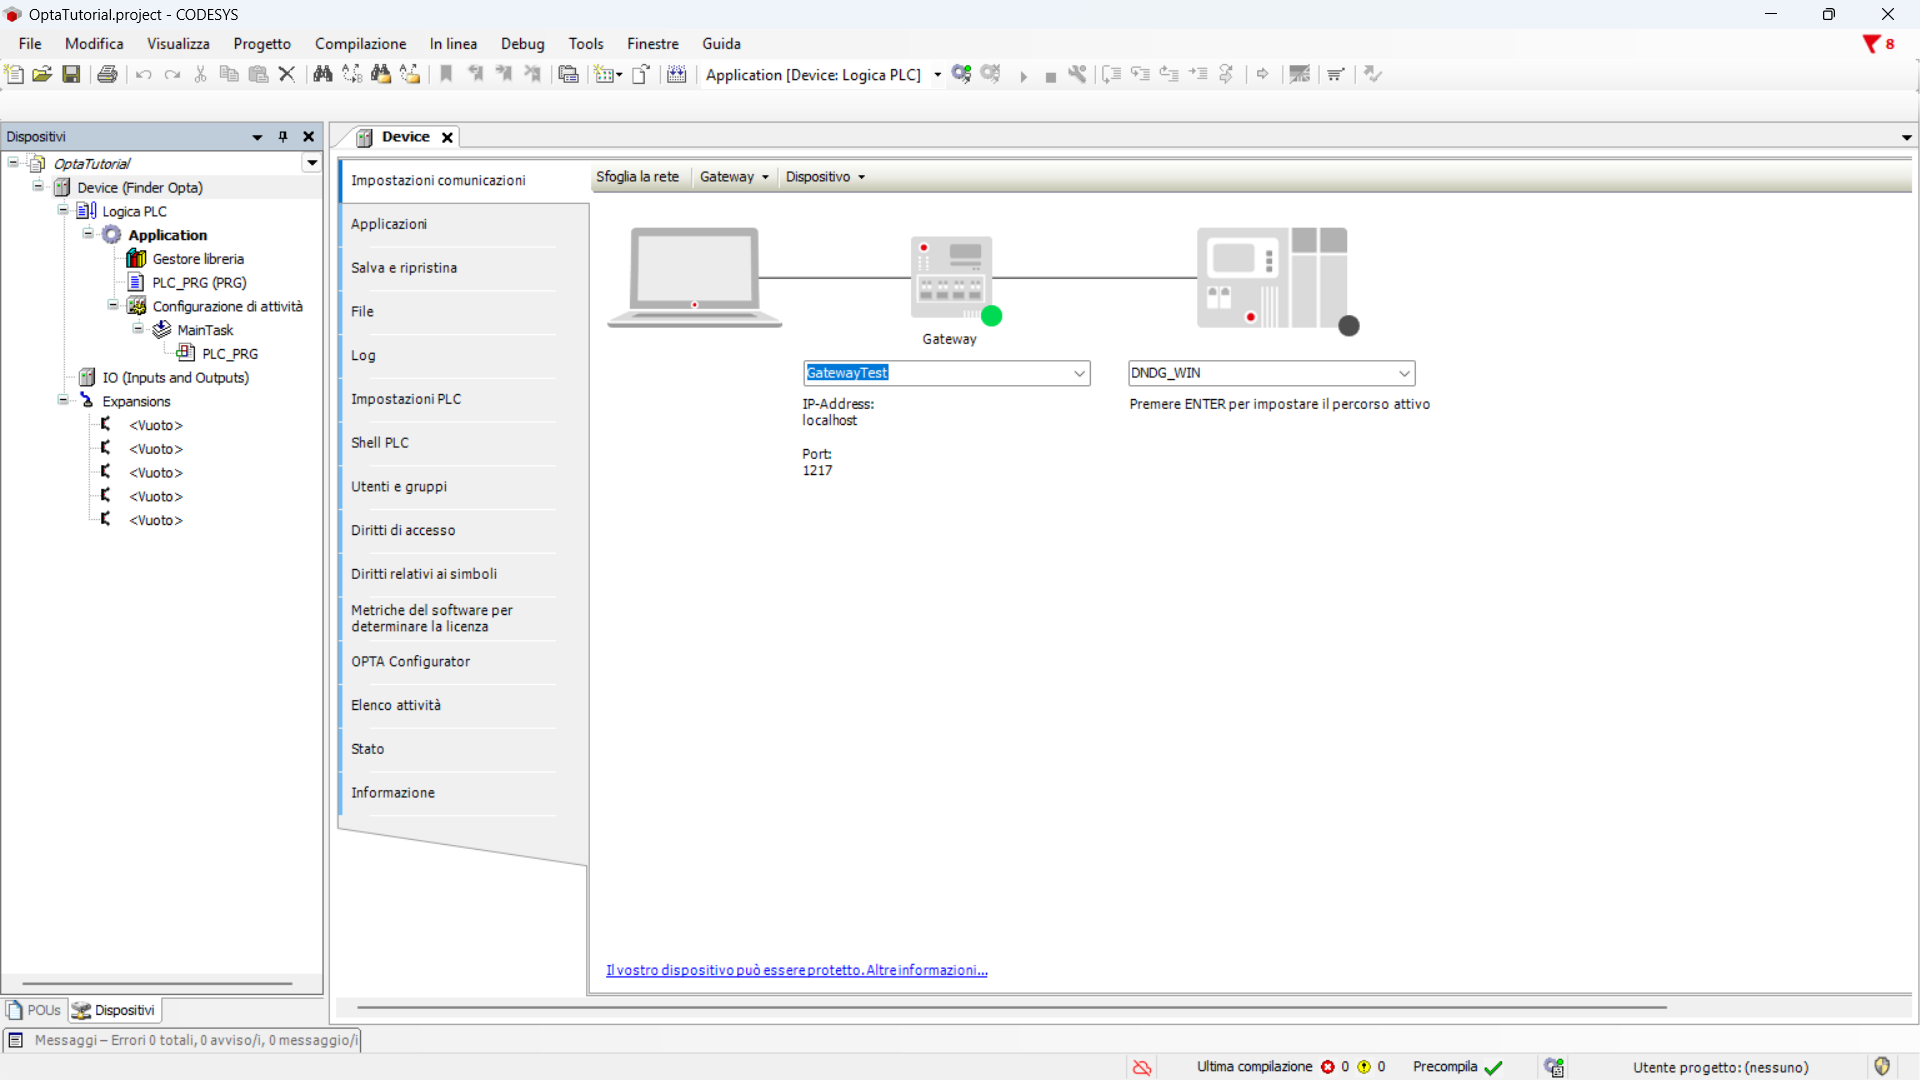 OptaTutorial.project - CODESYS
File Modifica Visualizza Progetto Compilazione In linea Debug Tools Finestre Guida
8
Application [Device: Logica PLC]
Dispositivi
OptaTutorial
Device (Finder Opta)
Logica PLC
Application
Gestore libreria
PLC_PRG (PRG)
Configurazione di attività
MainTask
PLC_PRG
IO (Inputs and Outputs)
Expansions
<Vuoto>
<Vuoto>
<Vuoto>
<Vuoto>
<Vuoto>
POUs Dispositivi
Device
Impostazioni comunicazioni
Applicazioni
Salva e ripristina
File
Log
Impostazioni PLC
Shell PLC
Utenti e gruppi
Diritti di accesso
Diritti relativi ai simboli
Metriche del software per
determinare la licenza
OPTA Configurator
Elenco attività
Stato
Informazione
Sfoglia la rete Gateway Dispositivo
Gateway
GatewayTest
IP-Address:
localhost
Port:
1217
DNDG_WIN
Premere ENTER per impostare il percorso attivo
Il vostro dispositivo può essere protetto. Altre informazioni...
Messaggi – Errori 0 totali, 0 avviso/i, 0 messaggio/i
Ultima compilazione 0 0 Precompila Utente progetto: (nessuno)